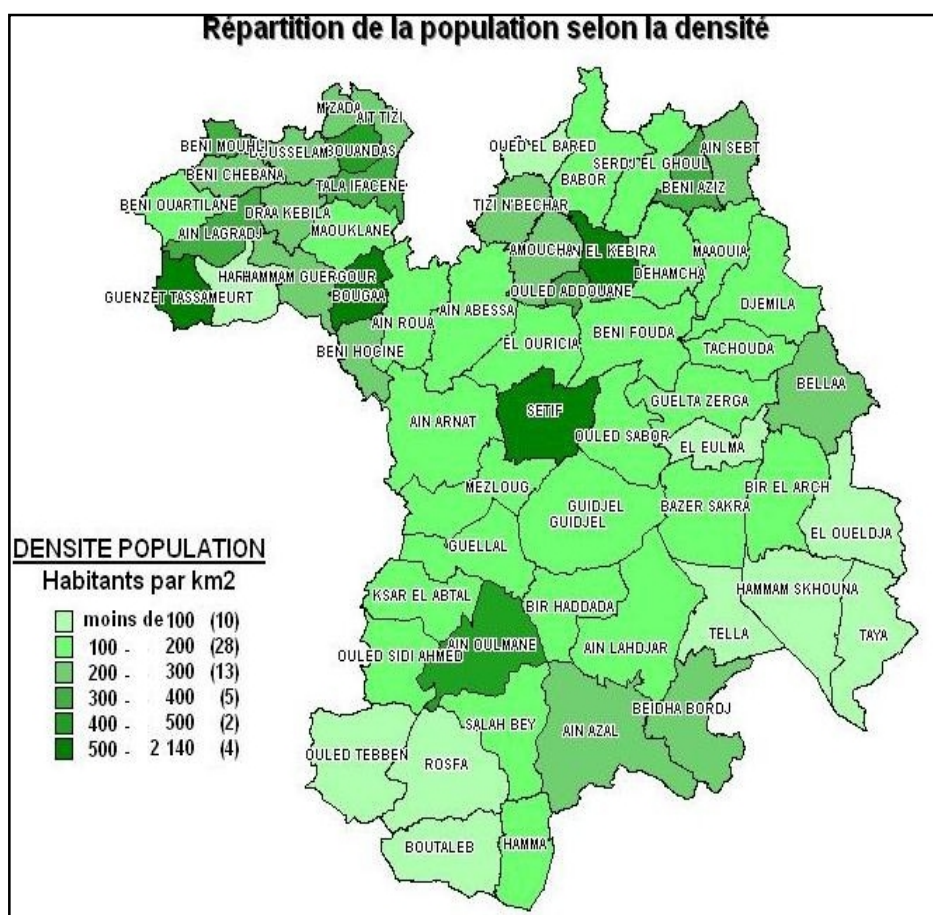 Répartition de la population selon la densité
M'ZADA
AIT TIZI
BENI MOUHLI
BOUSSELAM
BOUANDAS
OUED EL BARED
AIN SEBT
SERDJ EL GHOUL
BENI CHEBANA
TALA IFACENE
BABOR
BENI AZIZ
BENI OUARTILANE
DRAA KEBILA
TIZI N'BECHAR
MAOUKLANE
AIN LAGRADJ
AMOUCHAN
EL KEBIRA
MAAOUIA
DEHAMCHA
HAMMAM GUERGOUR
GUENZET
TASSAMEURT
BOUGAA
OULED ADDOUANE
DJEMILA
AIN ROUA
AIN ABESSA
BENI FOUDA
EL OURICIA
TACHOUDA
BENI HOCINE
BELLAA
GUELTA ZERGA
SETIF
AIN ARNAT
OULED SABOR
EL EULMA
MEZLOUG
BIR EL ARCH
GUIDJEL
BAZER SAKRA
GUIDJEL
EL OUELDJA
GUELLAL
DENSITE POPULATION
Habitants par km2
moins de 100 (10)
100 - 200 (28)
200 - 300 (13)
300 - 400 (5)
400 - 500 (2)
500 - 2 140 (4)
KSAR EL ABTAL
BIR HADDADA
HAMMAM SKHOUNA
TELLA
TAYA
AIN OULMANE
AIN LAHDJAR
OULED SIDI AHMED
BEIDHA BORDJ
SALAH BEY
AIN AZAL
OULED TEBBEN
ROSFA
BOUTALEB
HAMMA